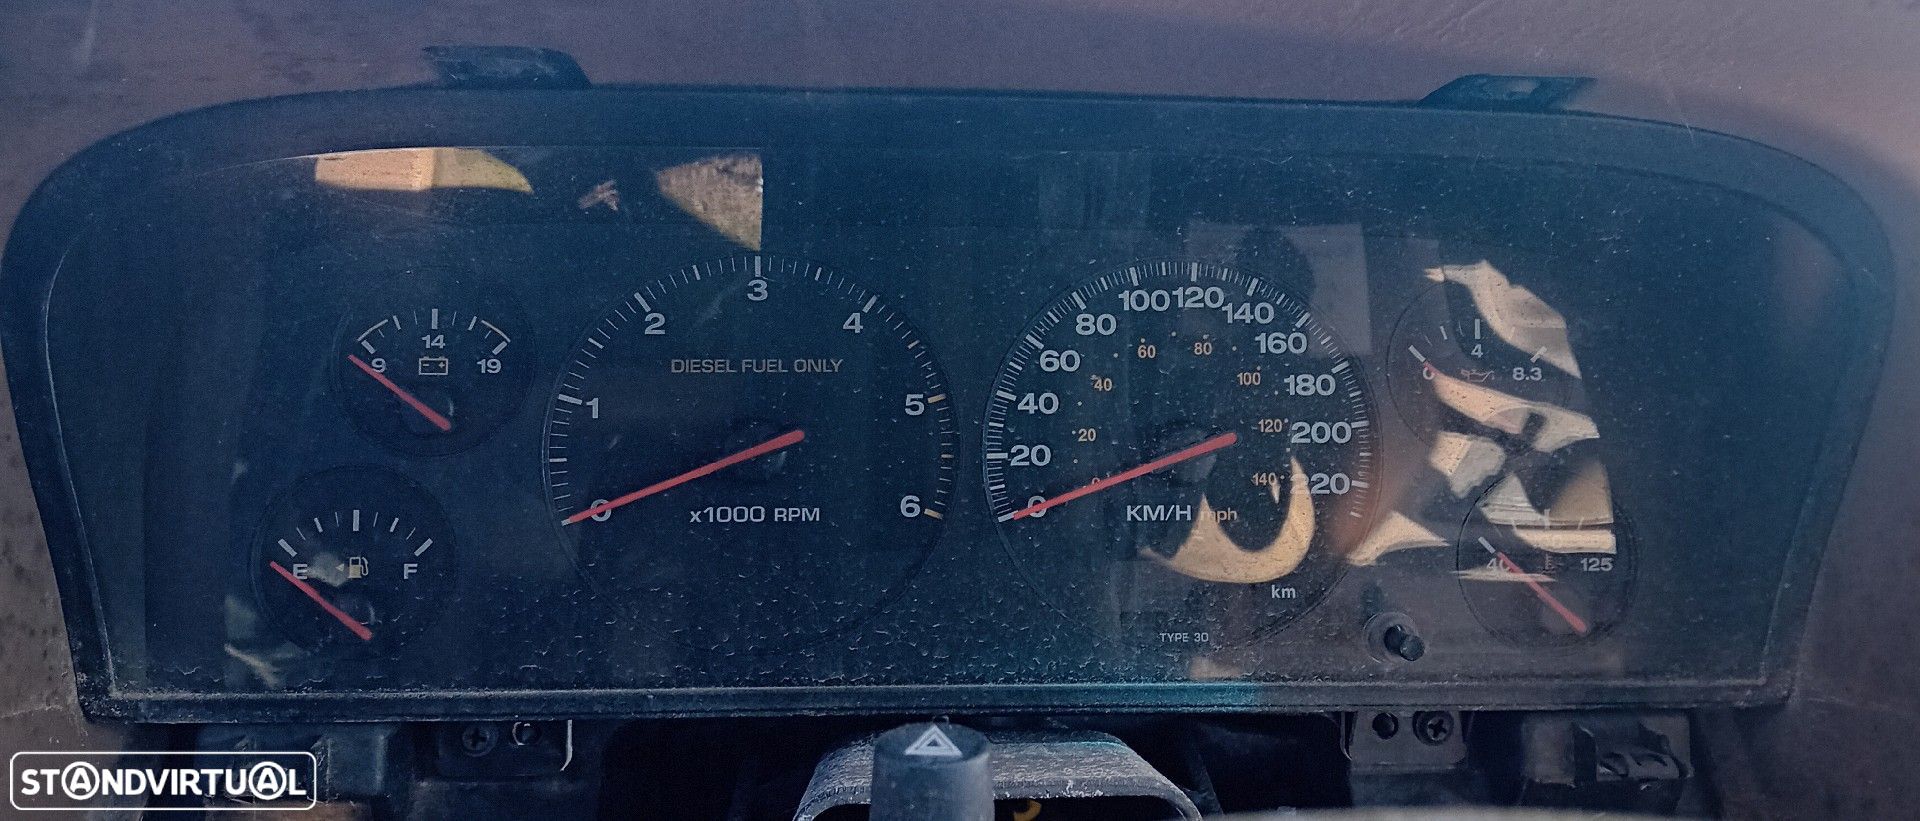 9 14 19
E F
0 1 2 3 4 5 6
DIESEL FUEL ONLY
x1000 RPM
0 20 40 60 80 100 120 140 160 180 200 220
20 40 60 80 100 120 140
KM/H mph
km
TYPE 30
0 4 8.3
40 125
STANDVIRTUAL